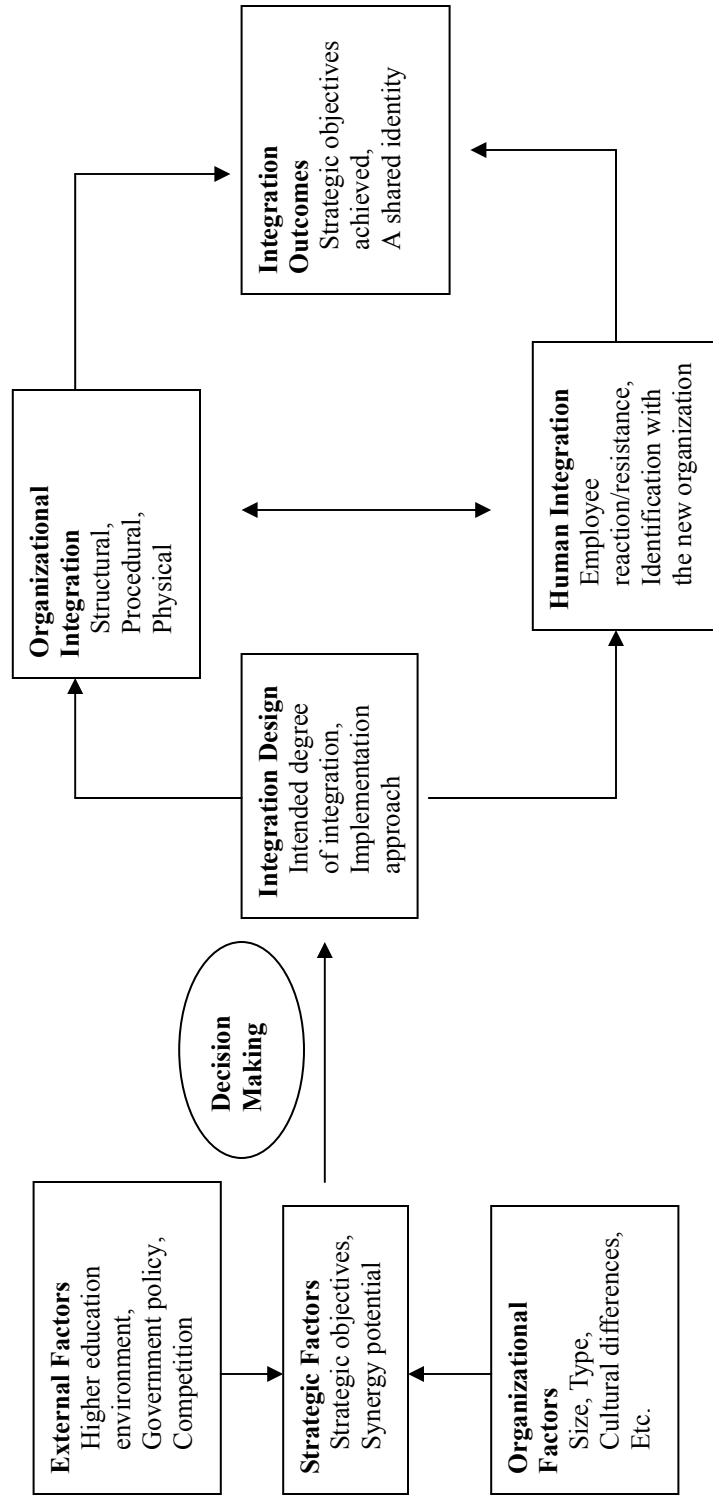 External Factors
Higher education
environment,
Government policy,
Competition
Strategic Factors
Strategic objectives,
Synergy potential
Organizational
Factors
Size, Type,
Cultural differences,
Etc.
Decision
Making
Integration Design
Intended degree
of integration,
Implementation
approach
Organizational
Integration
Structural,
Procedural,
Physical
Human Integration
Employee
reaction/resistance,
Identification with
the new organization
Integration
Outcomes
Strategic objectives
achieved,
A shared identity